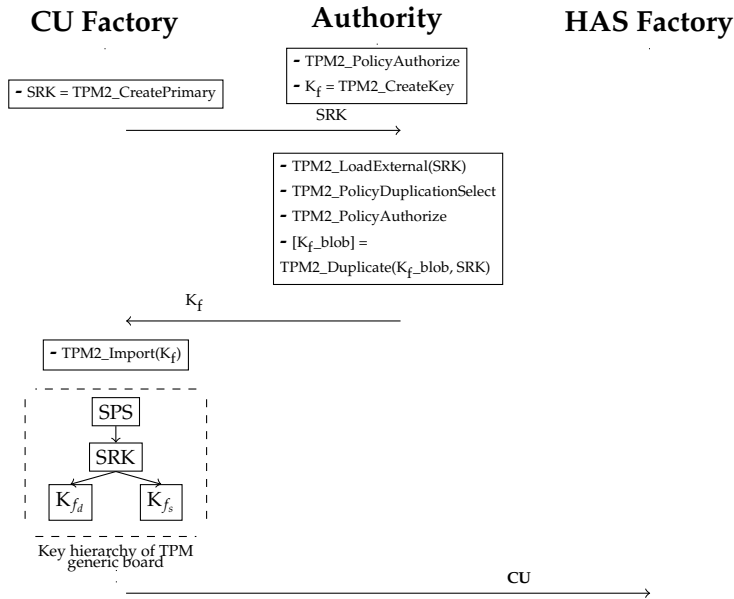 CU Factory
Authority
HAS Factory
- SRK = TPM2_CreatePrimary
- TPM2_PolicyAuthorize
- Kf = TPM2_CreateKey
SRK
- TPM2_LoadExternal(SRK)
- TPM2_PolicyDuplicationSelect
- TPM2_PolicyAuthorize
- [Kf_blob] =
TPM2_Duplicate(Kf_blob, SRK)
Kf
- TPM2_Import(Kf)
SPS
SRK
Kfd
Kfs
Key hierarchy of TPM
generic board
CU